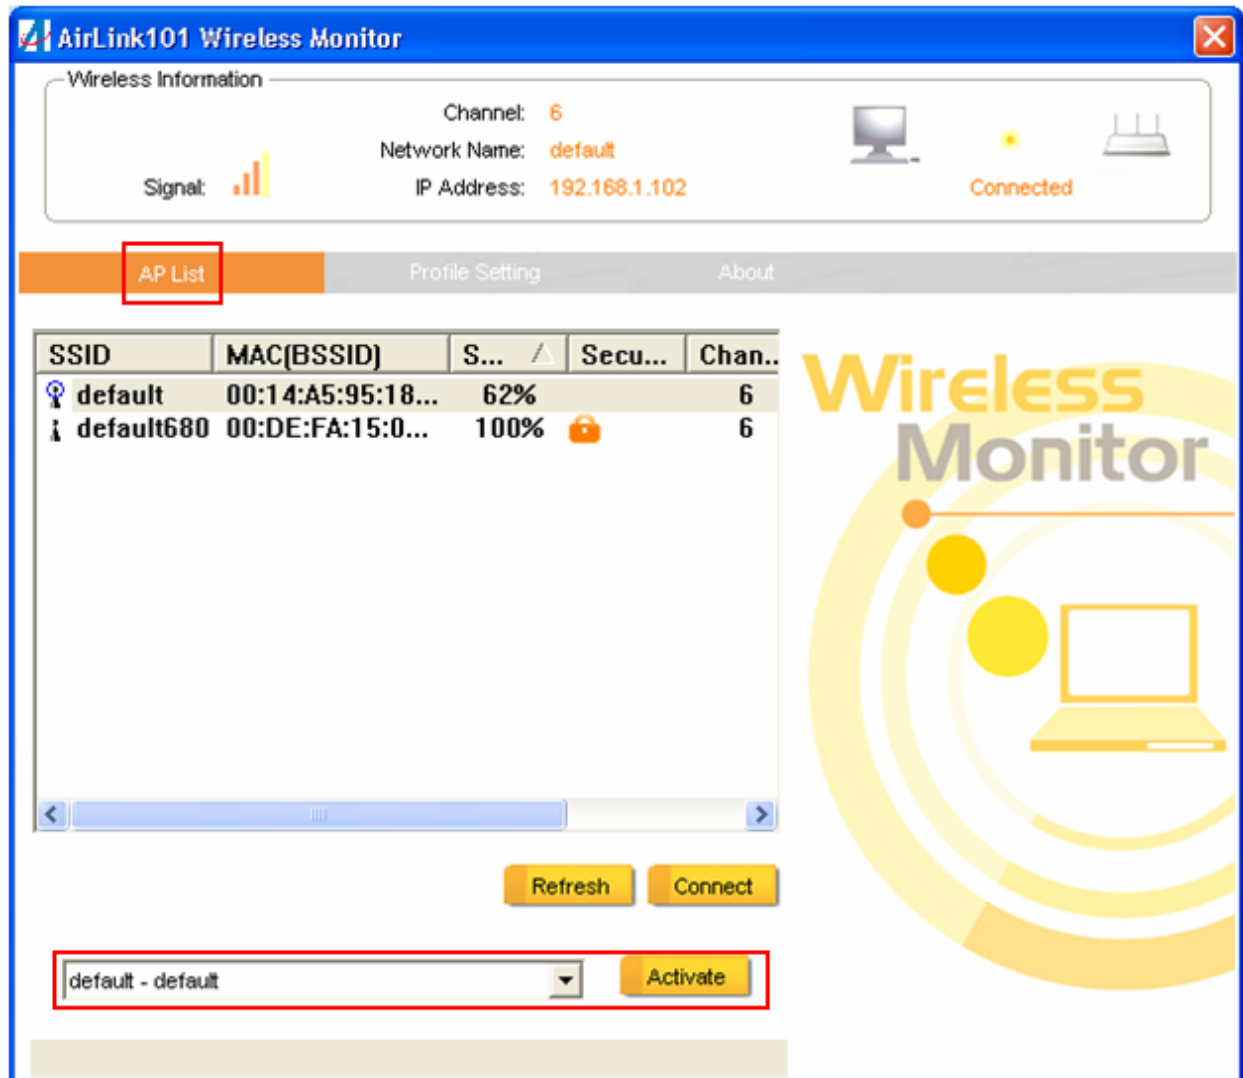 AirLink101 Wireless Monitor
Wireless Information
Channel: 6
Network Name: default
Signal: IP Address: 192.168.1.102
Connected
AP List Profile Setting About
SSID MAC(BSSID) S... Secu... Chan..
default 00:14:A5:95:18... 62% 6
default680 00:DE:FA:15:0... 100% 6
Wireless
Monitor
Refresh Connect
default - default Activate